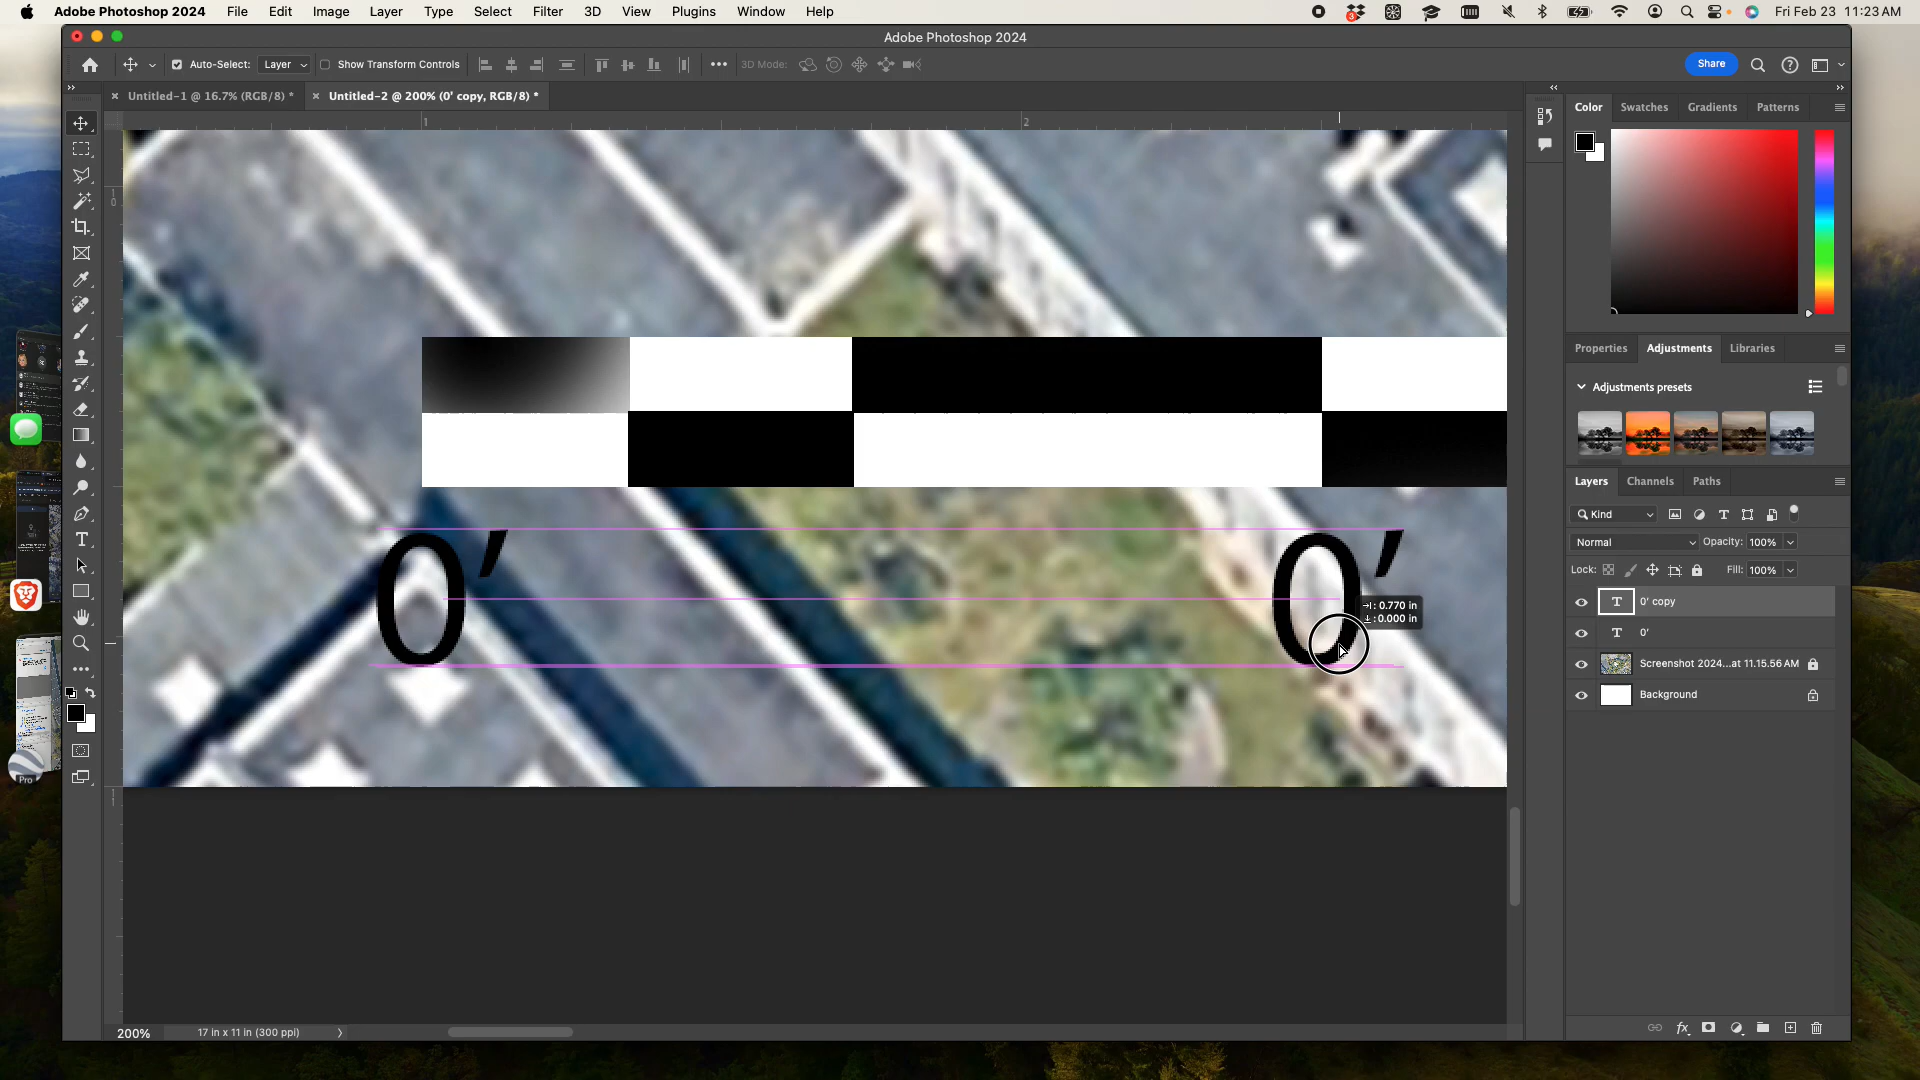 Adobe Photoshop 2024 File Edit Image Layer Type Select Filter 3D View Plugins Window Help 3 Fri Feb 23 11:23 AM
Adobe Photoshop 2024
Auto-Select: Layer Show Transform Controls 3D Mode: Share
Untitled-1 @ 16.7% (RGB/8) * Untitled-2 @ 200% (0' copy, RGB/8) *
1 2
Color Swatches Gradients Patterns
Properties Adjustments Libraries
Adjustments presets
Layers Channels Paths
Kind
Normal Opacity: 100%
Lock: Fill: 100%
0' 0'
0' copy
: 0.770 in
: 0.000 in
0'
Screenshot 2024...at 11.15.56 AM
Background
Pro
200% 17 in x 11 in (300 ppi)